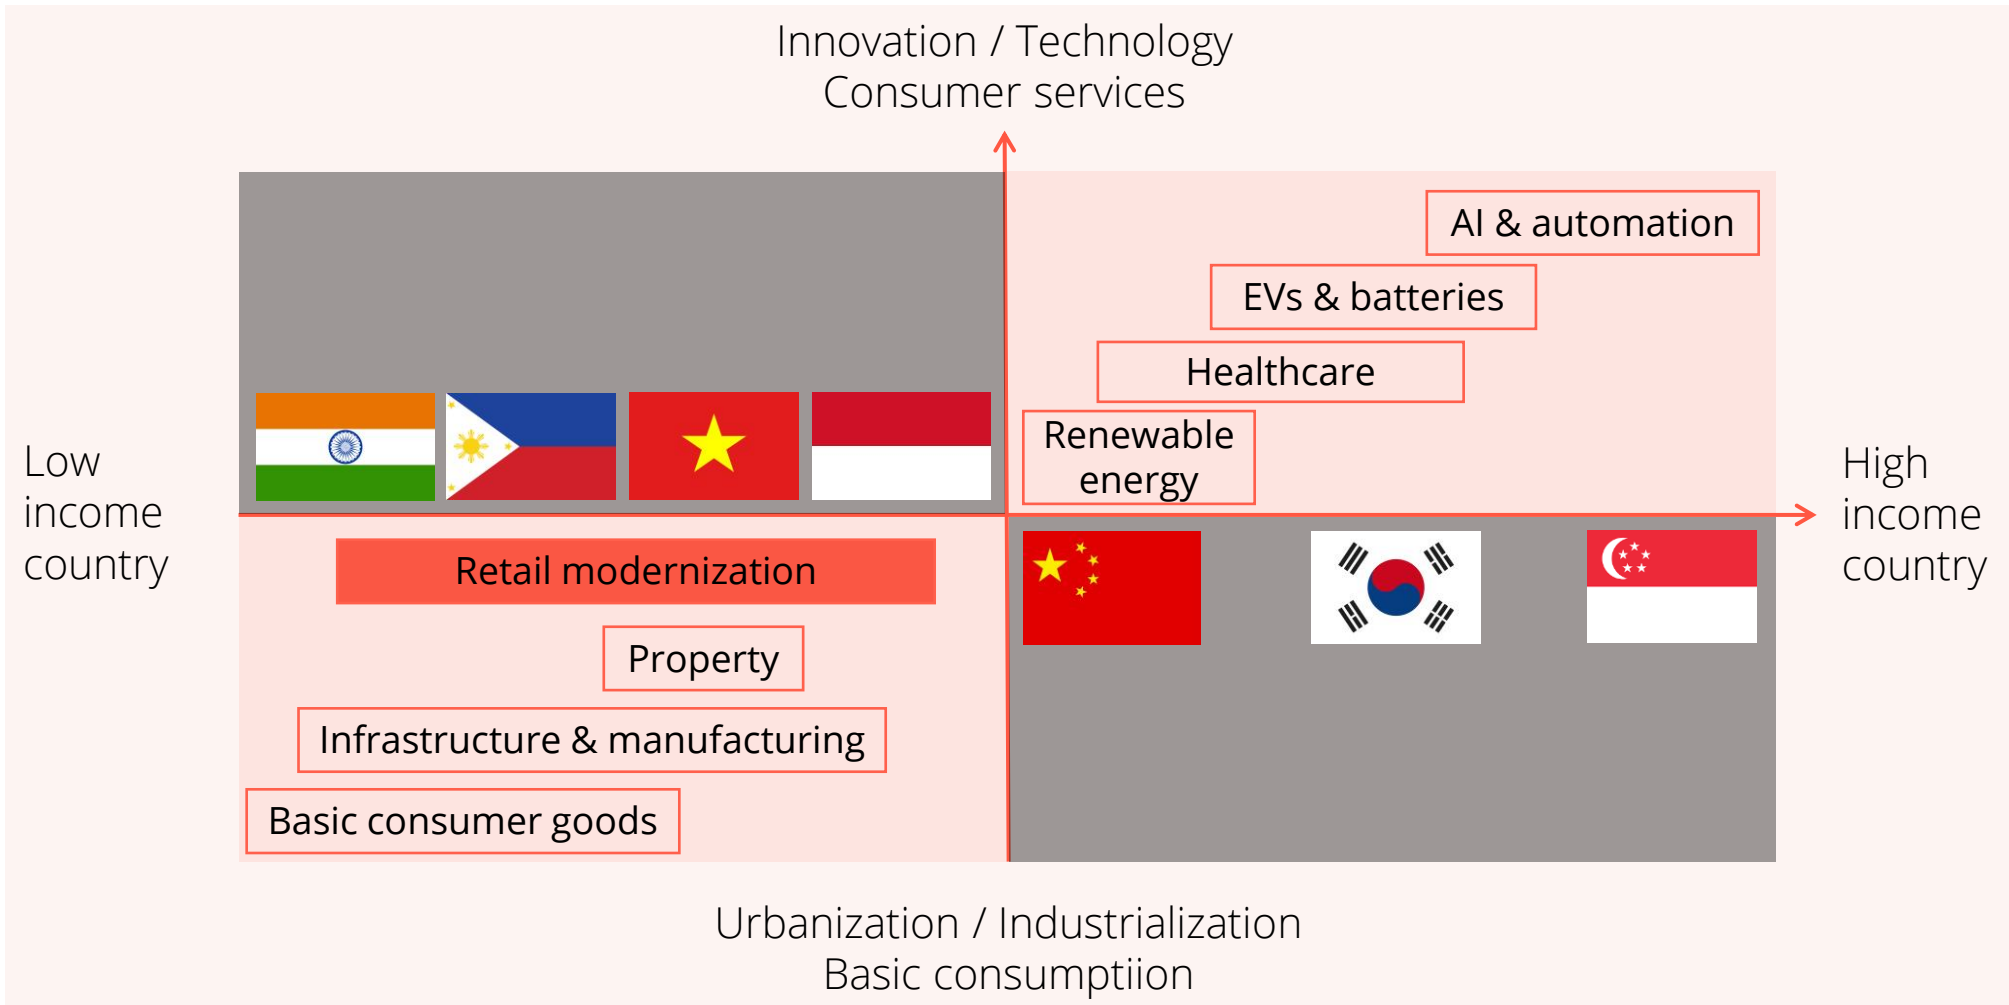 Innovation / Technology
Consumer services
AI & automation
EVs & batteries
Healthcare
Renewable
energy
Low
income
country
High
income
country
Retail modernization
Property
Infrastructure & manufacturing
Basic consumer goods
Urbanization / Industrialization
Basic consumptiion